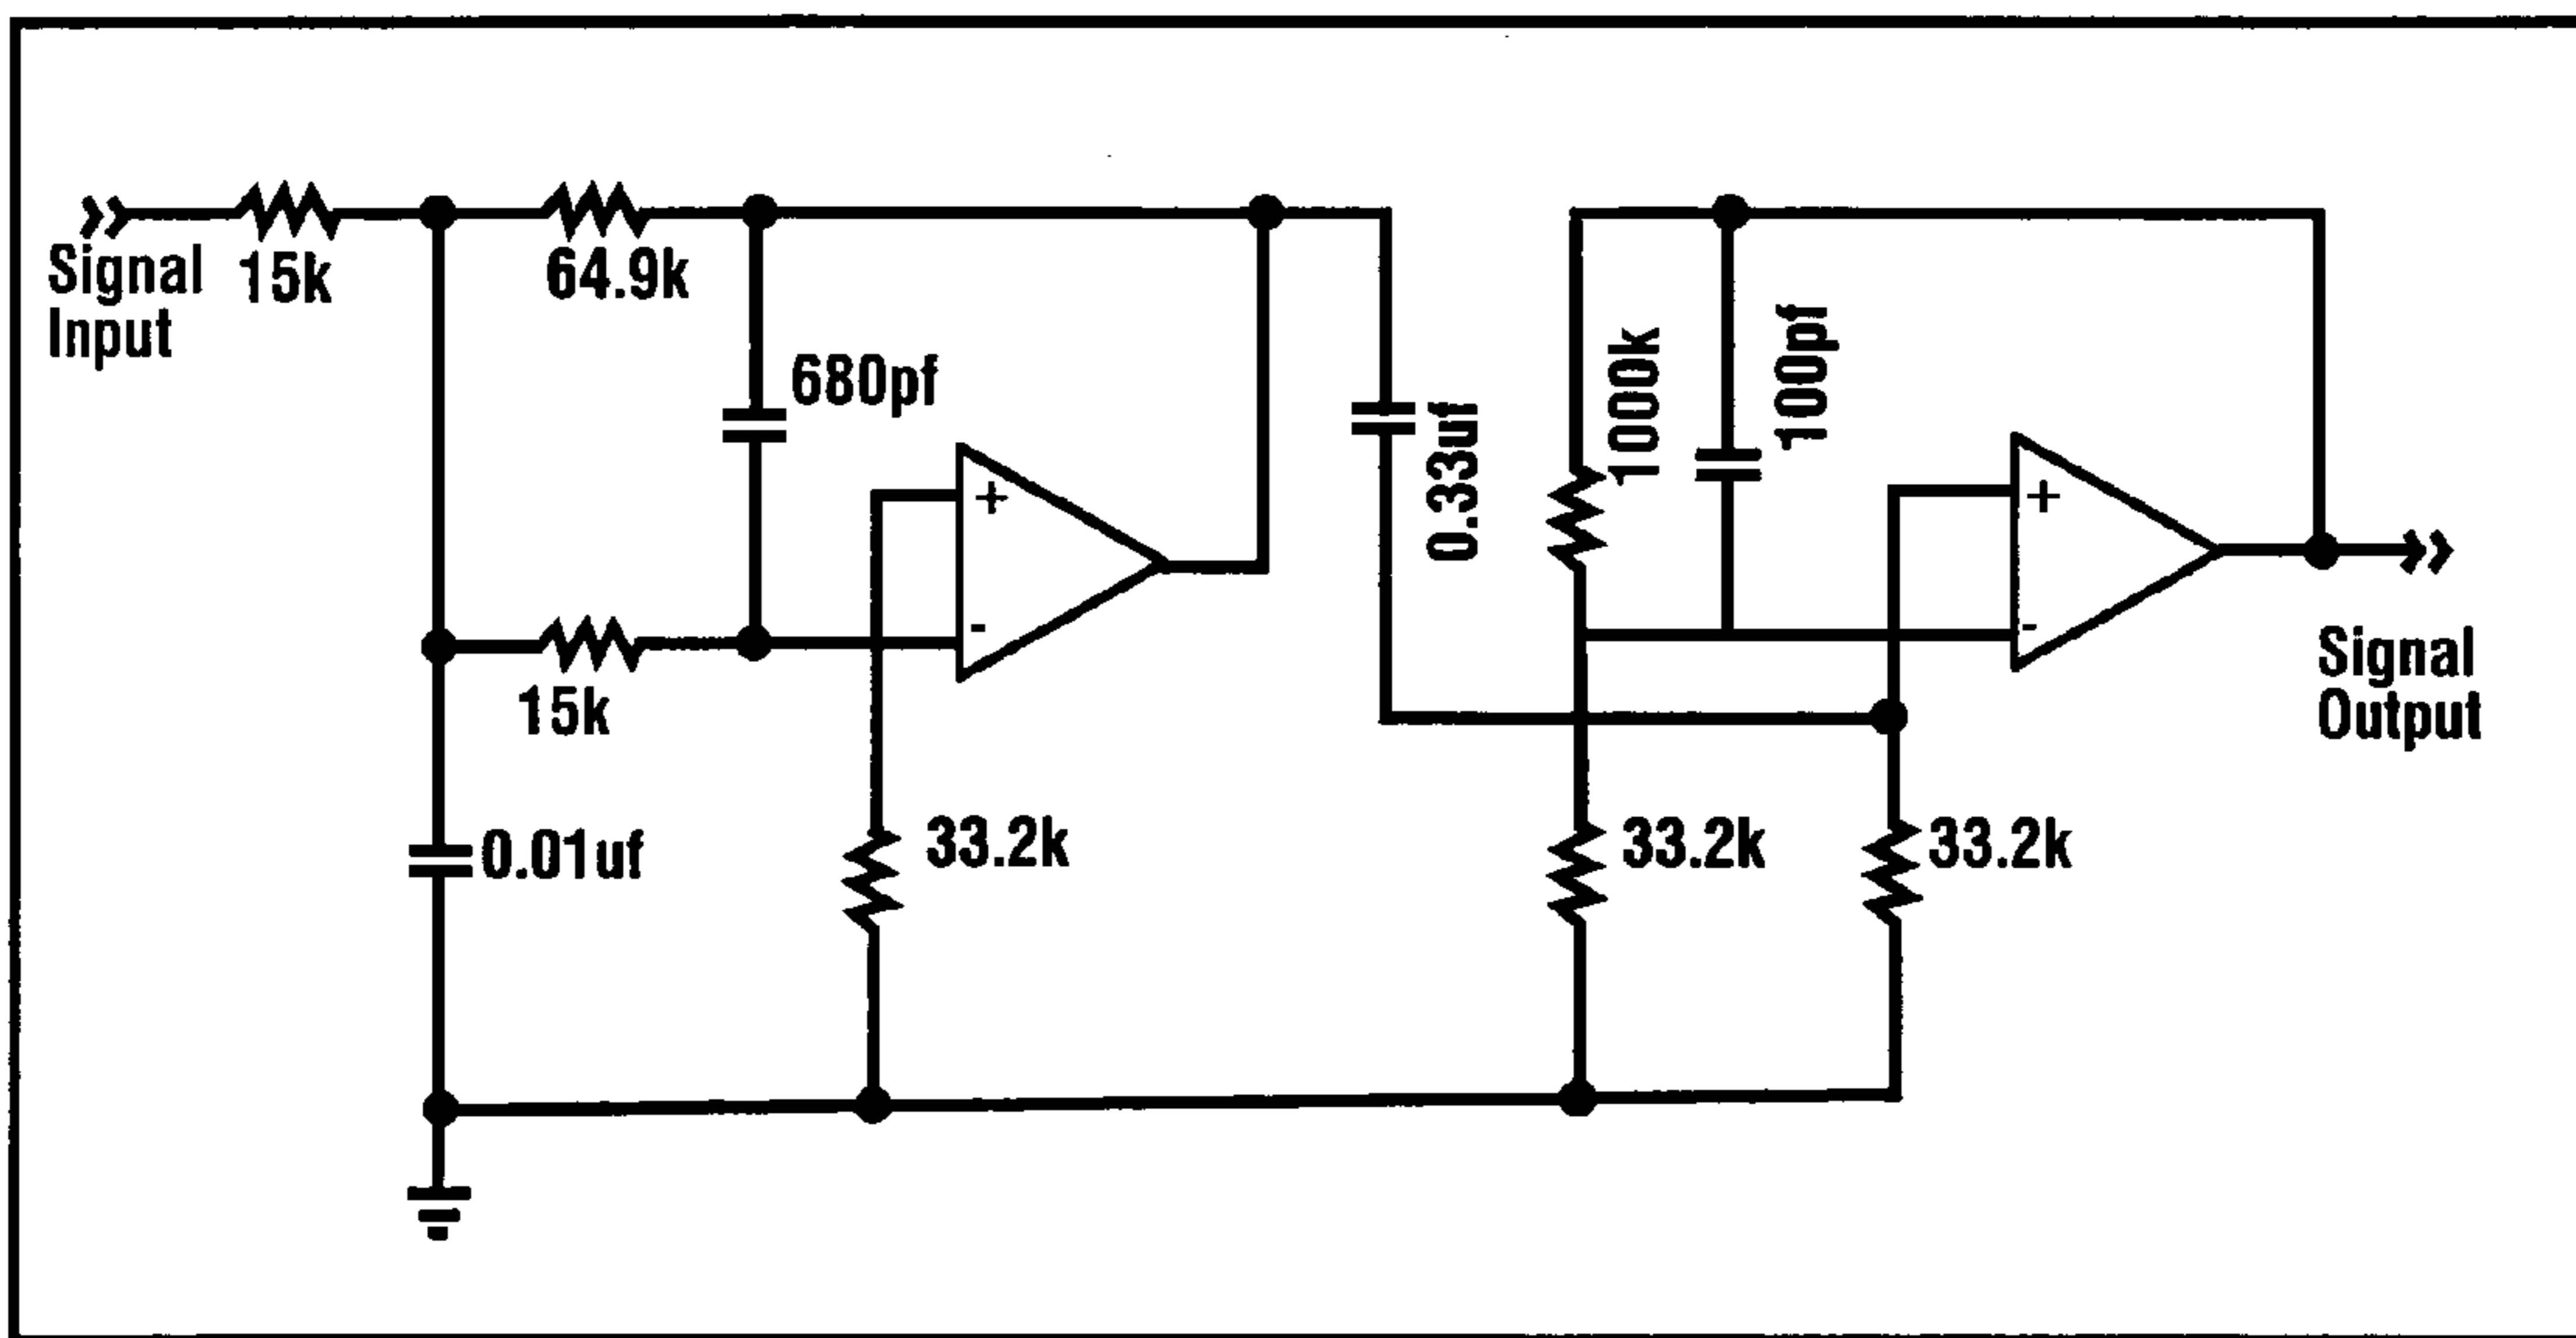 Signal
Input
15k
64.9k
680pf
0.33uf
1000k
100pf
+
-
+
-
15k
Signal
Output
0.01uf
33.2k
33.2k
33.2k